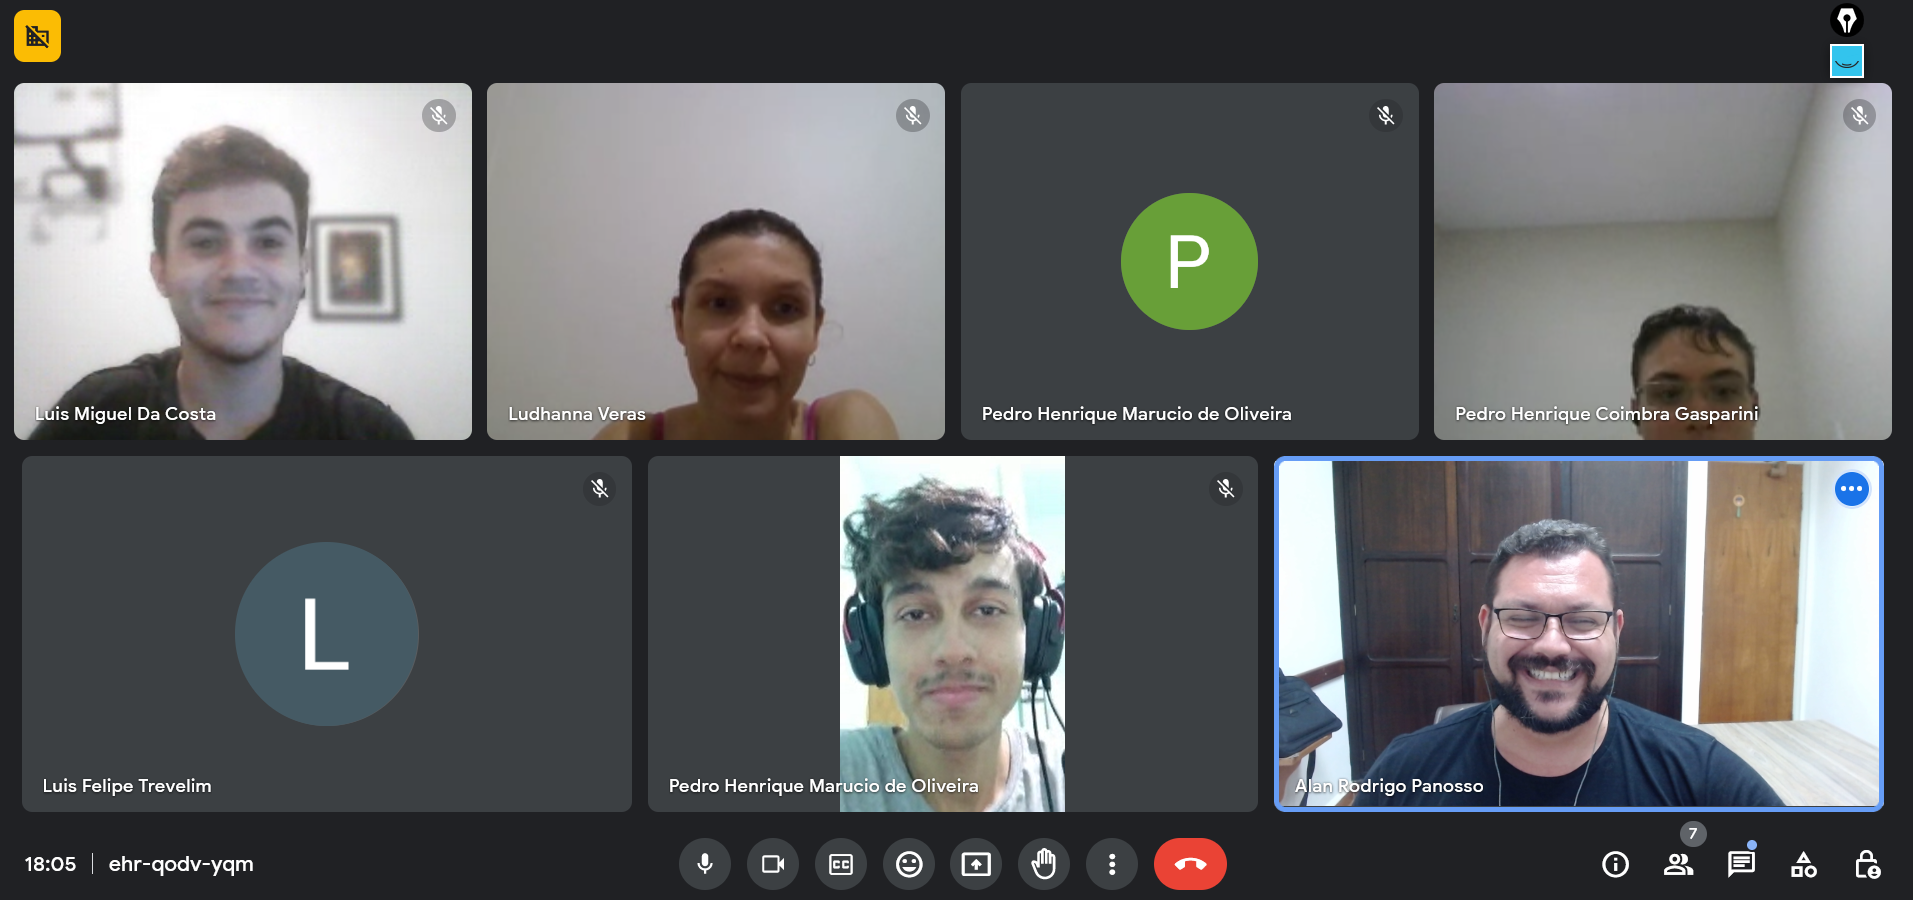 Luis Miguel Da Costa
Ludhanna Veras
P
Pedro Henrique Marucio de Oliveira
Pedro Henrique Coimbra Gasparini
L
Luis Felipe Trevelim
Pedro Henrique Marucio de Oliveira
Alan Rodrigo Panosso
18:05 | ehr-qodv-yqm
CC
7